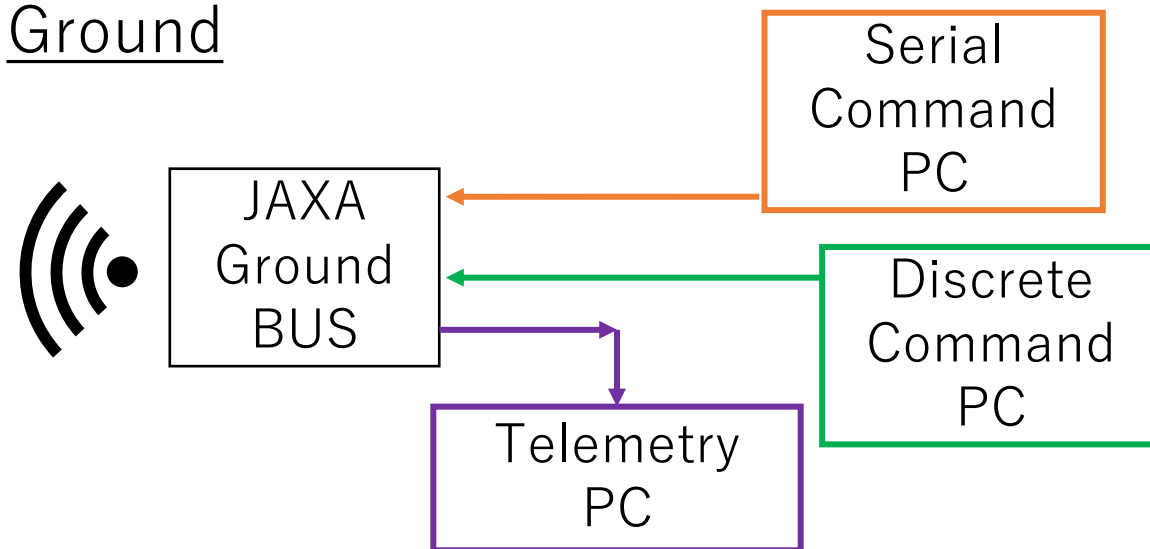 Ground
Serial
Command
PC
JAXA
Ground
BUS
Discrete
Command
PC
Telemetry
PC